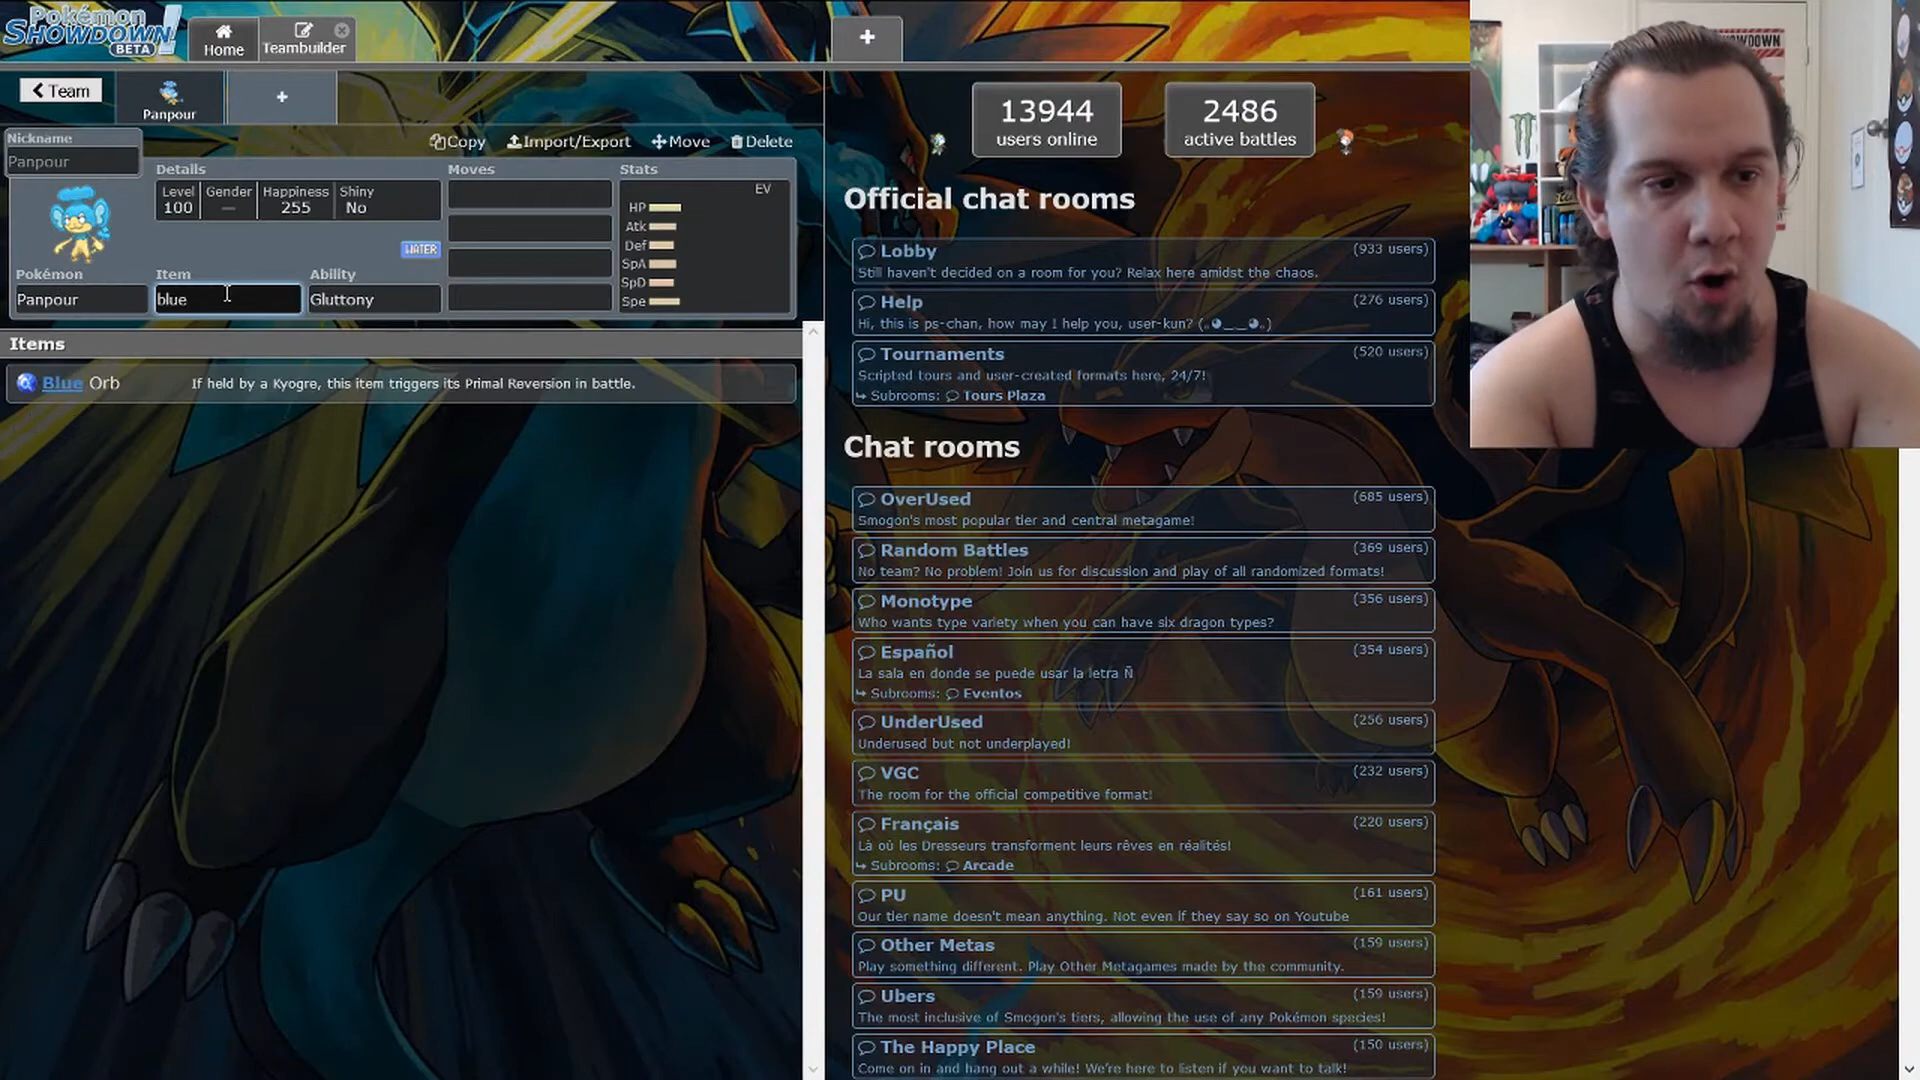 Pokémon
SHOWDOWN!
BETA
Home
Teambuilder
+
Team
Panpour
+
Nickname
Panpour
Copy
Import/Export
Move
Delete
Details
Level
100
Gender
—
Happiness
255
Shiny
No
WATER
Pokémon
Panpour
Item
blue
Ability
Gluttony
Moves
Stats
EV
HP
Atk
Def
SpA
SpD
Spe
Items
Blue Orb If held by a Kyogre, this item triggers its Primal Reversion in battle.
13944
users online
2486
active battles
Official chat rooms
Lobby (933 users)
Still haven't decided on a room for you? Relax here amidst the chaos.
Help (276 users)
Hi, this is ps-chan, how may I help you, user-kun? (｡◕‿‿◕｡)
Tournaments (520 users)
Scripted tours and user-created formats here, 24/7!
↳ Subrooms: Tours Plaza
Chat rooms
OverUsed (685 users)
Smogon's most popular tier and central metagame!
Random Battles (369 users)
No team? No problem! Join us for discussion and play of all randomized formats!
Monotype (356 users)
Who wants type variety when you can have six dragon types?
Español (354 users)
La sala en donde se puede usar la letra Ñ
↳ Subrooms: Eventos
UnderUsed (256 users)
Underused but not underplayed!
VGC (232 users)
The room for the official competitive format!
Français (220 users)
Là où les Dresseurs transforment leurs rêves en réalités!
↳ Subrooms: Arcade
PU (161 users)
Our tier name doesn't mean anything. Not even if they say so on Youtube
Other Metas (159 users)
Play something different. Play Other Metagames made by the community.
Ubers (159 users)
The most inclusive of Smogon's tiers, allowing the use of any Pokémon species!
The Happy Place (150 users)
Come on in and hang out a while! We're here to listen if you want to talk!